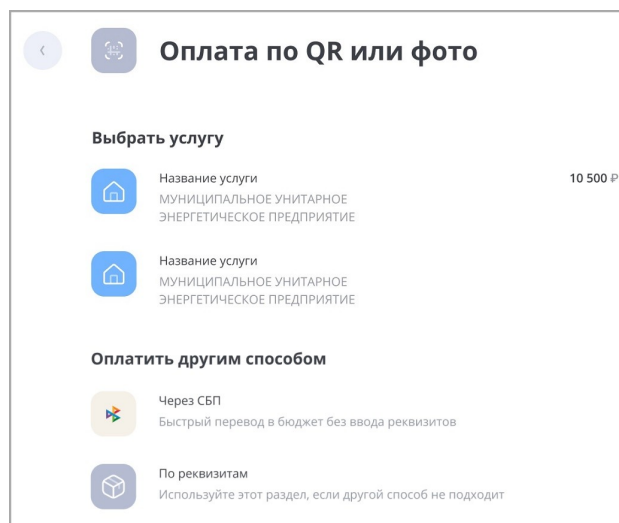 Оплата по QR или фото
Выбрать услугу
Название услуги 10 500 ₽
МУНИЦИПАЛЬНОЕ УНИТАРНОЕ
ЭНЕРГЕТИЧЕСКОЕ ПРЕДПРИЯТИЕ
Название услуги
МУНИЦИПАЛЬНОЕ УНИТАРНОЕ
ЭНЕРГЕТИЧЕСКОЕ ПРЕДПРИЯТИЕ
Оплатить другим способом
Через СБП
Быстрый перевод в бюджет без ввода реквизитов
По реквизитам
Используйте этот раздел, если другой способ не подходит